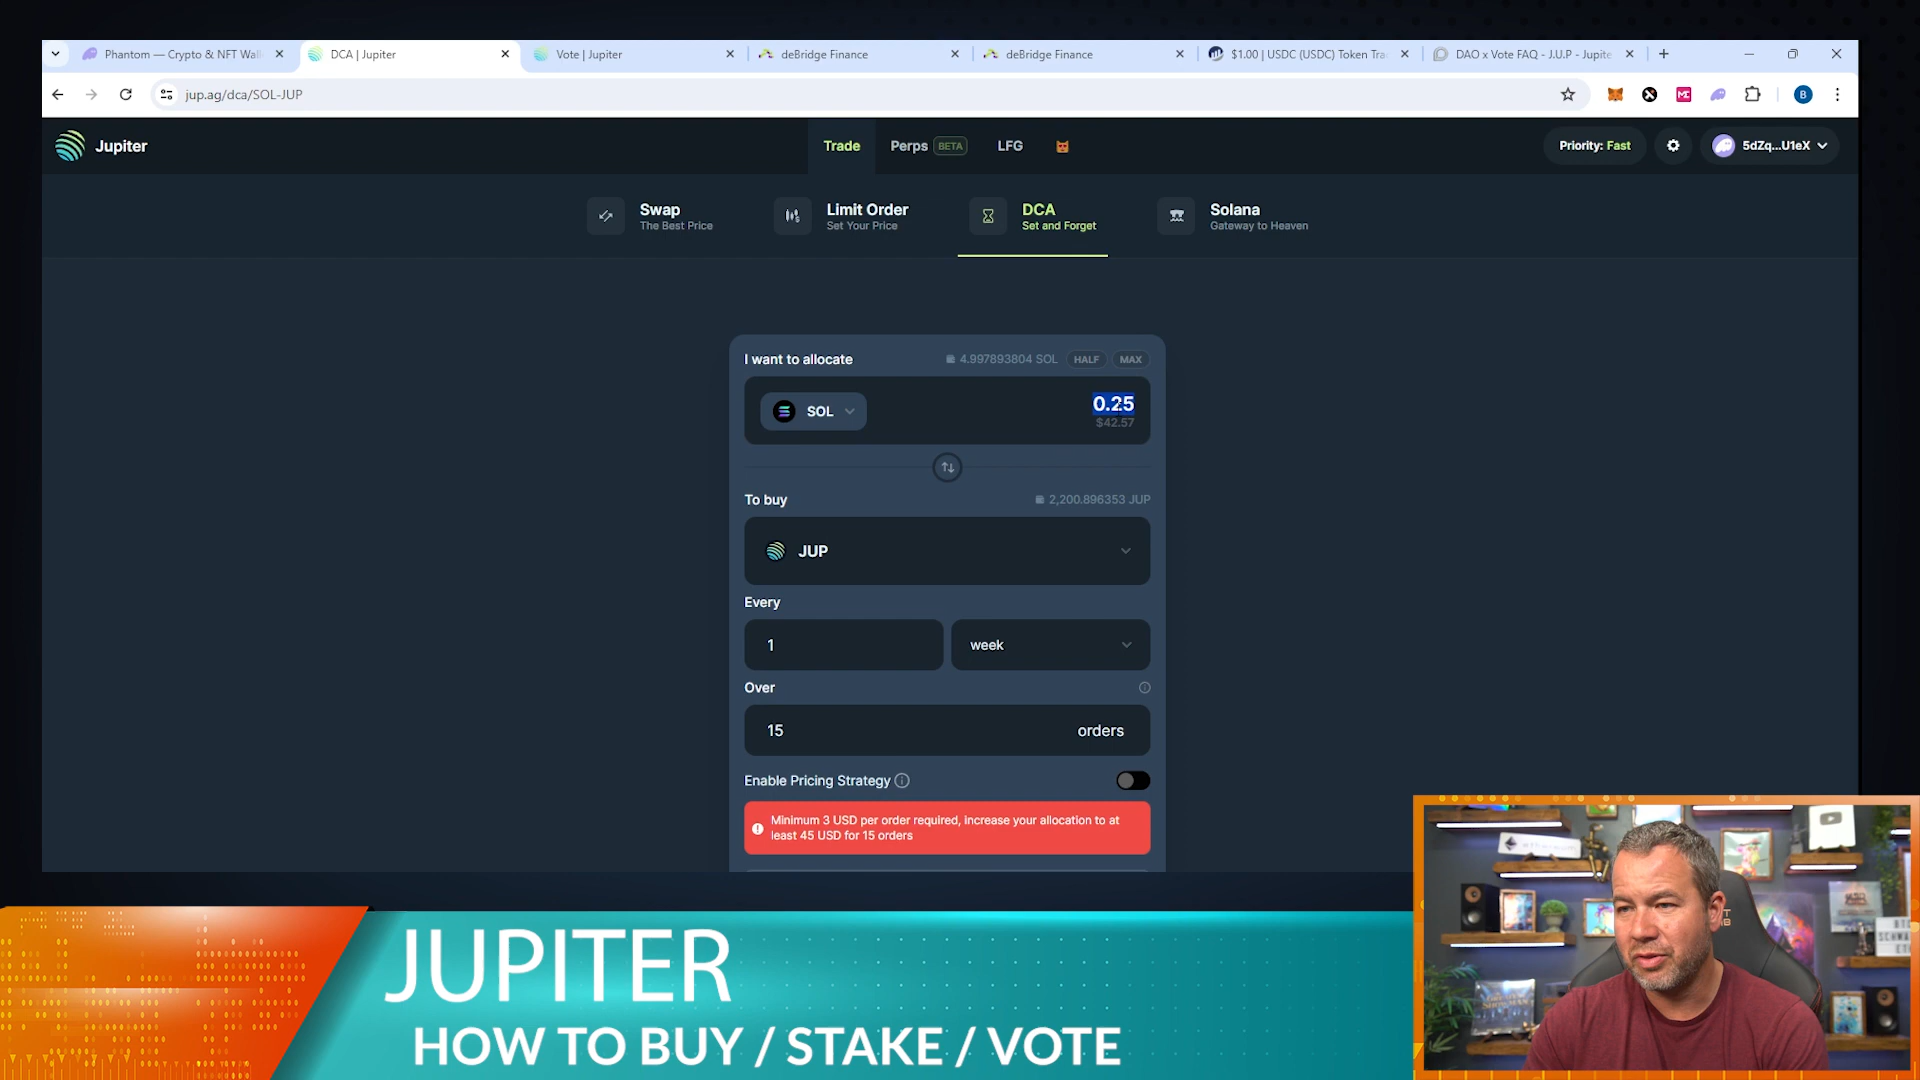 Phantom — Crypto & NFT Wall
DCA | Jupiter
Vote | Jupiter
deBridge Finance
deBridge Finance
$1.00 | USDC (USDC) Token Tra
DAO x Vote FAQ - J.U.P - Jupite
jup.ag/dca/SOL-JUP
B
Jupiter
Trade
Perps BETA
LFG
Priority: Fast
5dZq...U1eX
Swap
The Best Price
Limit Order
Set Your Price
DCA
Set and Forget
Solana
Gateway to Heaven
I want to allocate
4.997893804 SOL
HALF
MAX
SOL
0.25
$42.57
To buy
2,200.896353 JUP
JUP
Every
1
week
Over
15
orders
Enable Pricing Strategy
Minimum 3 USD per order required, increase your allocation to at
least 45 USD for 15 orders
JUPITER
HOW TO BUY / STAKE / VOTE